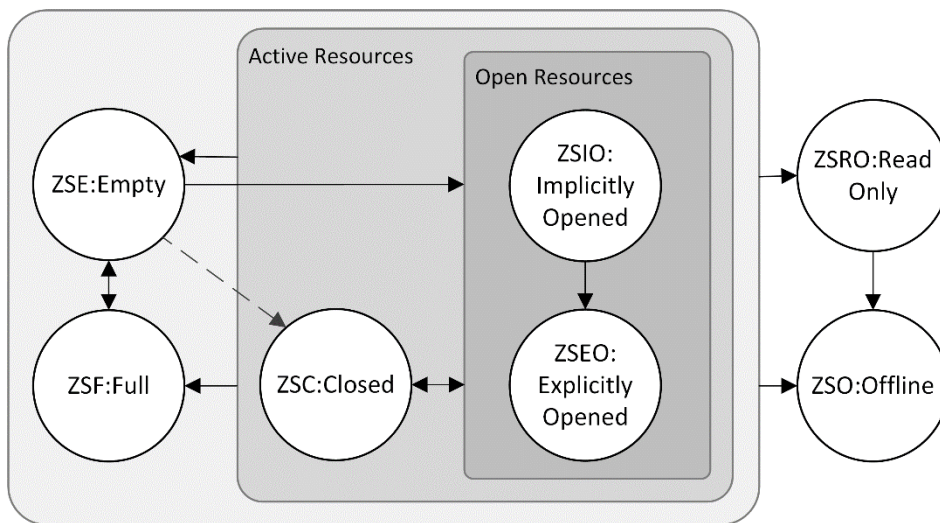 Active Resources
Open Resources
ZSE:Empty
ZSIO:
Implicitly
Opened
ZSRO:Read
Only
ZSF:Full
ZSC:Closed
ZSEO:
Explicitly
Opened
ZSO:Offline